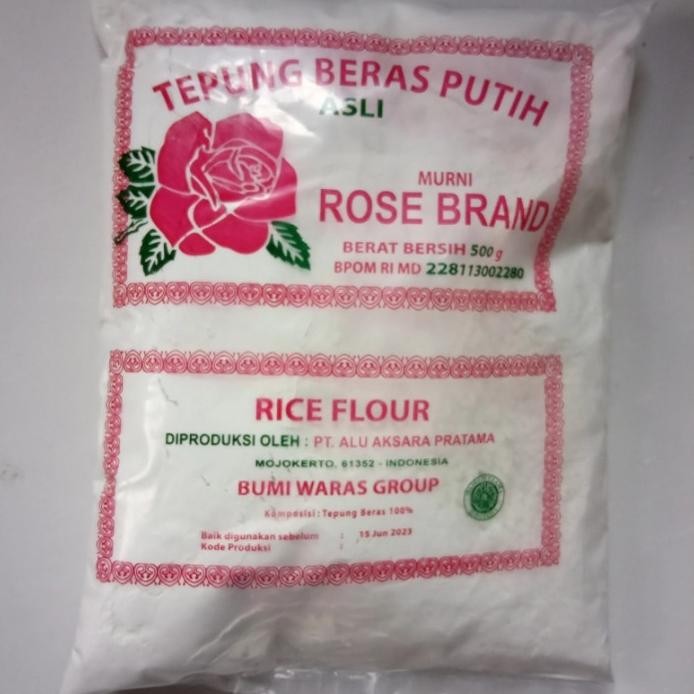 TEPUNG BERAS PUTIH
ASLI
MURNI
ROSE BRAND
BERAT BERSIH 500 g
BPOM RI MD 228113002280
RICE FLOUR
DIPRODUKSI OLEH : PT. ALU AKSARA PRATAMA
MOJOKERTO. 61352 - INDONESIA
BUMI WARAS GROUP
Komposisi : Tepung Beras 100%
Baik digunakan sebelum : 15 Jun 2023
Kode Produksi :